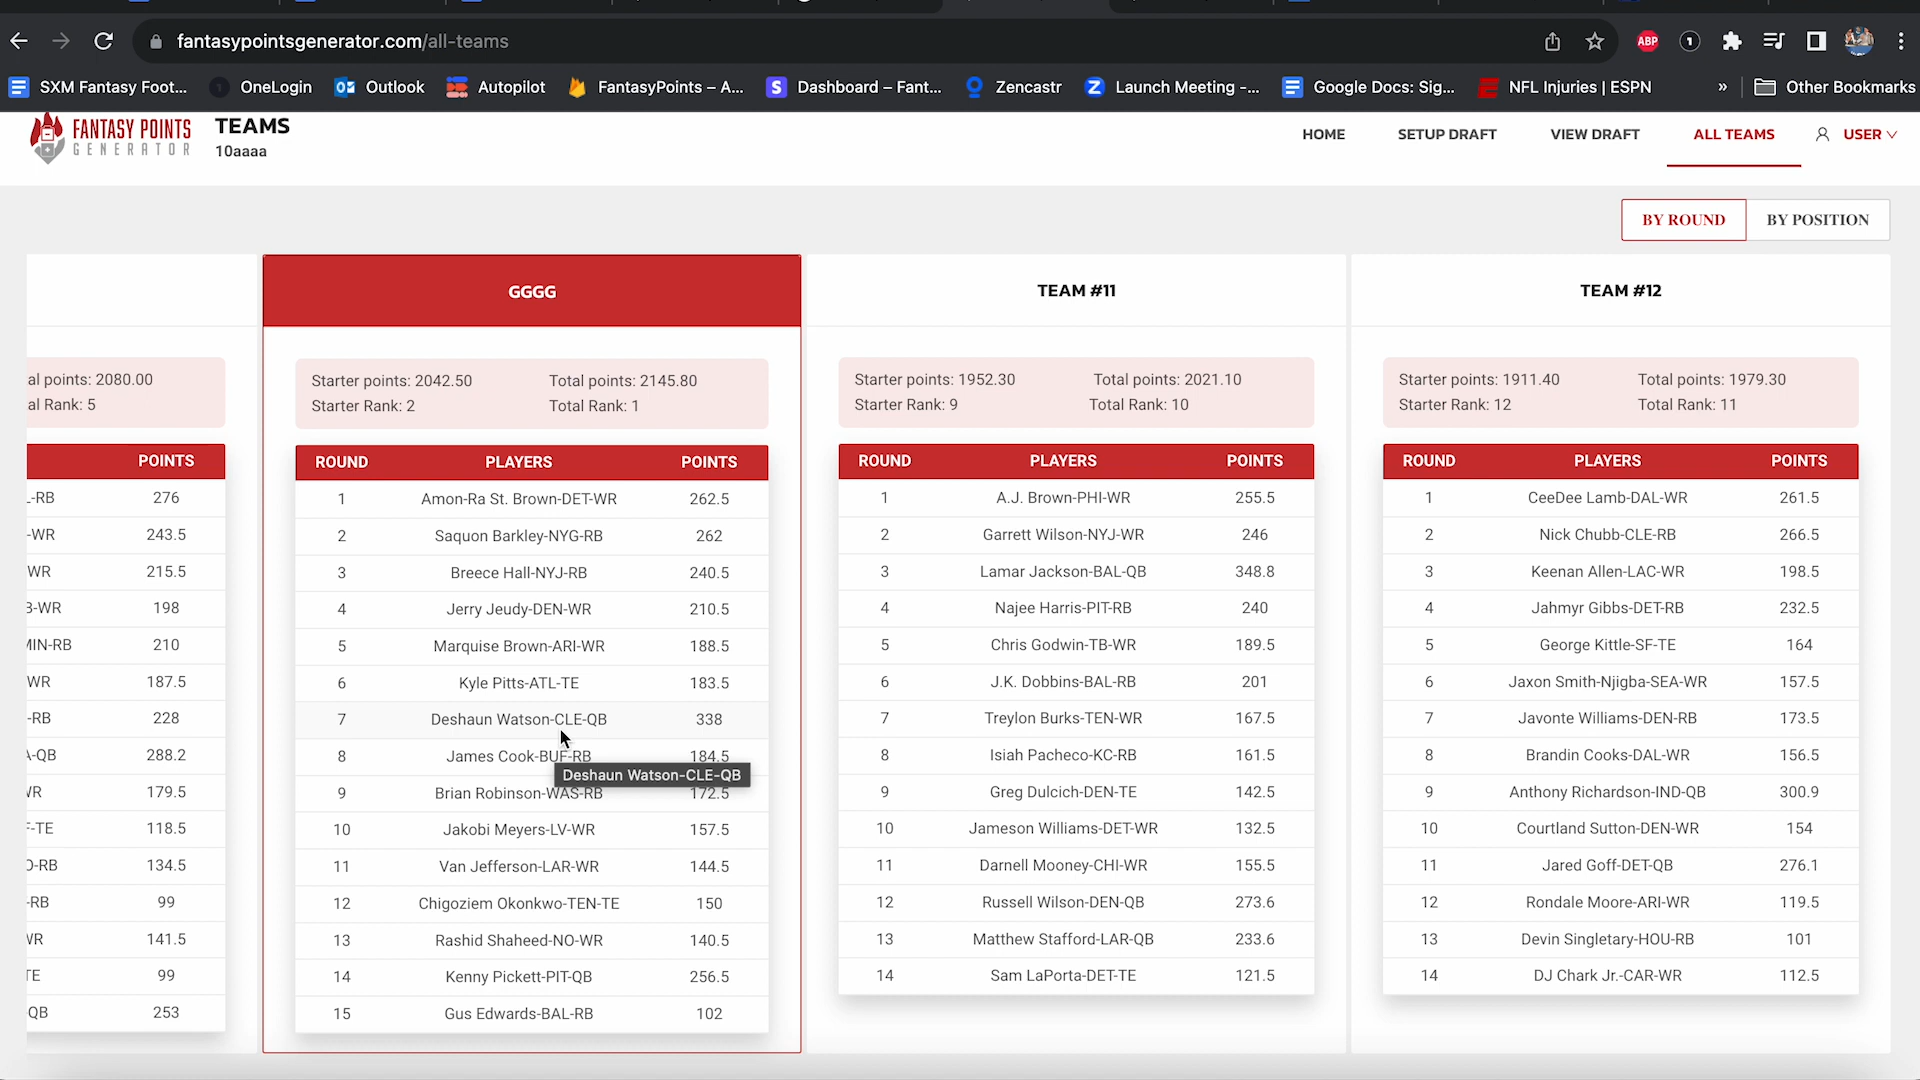 fantasypointsgenerator.com/all-teams
ABP
SXM Fantasy Foot... OneLogin Outlook Autopilot FantasyPoints – A... Dashboard – Fant... Zencastr Launch Meeting -... Google Docs: Sig... NFL Injuries | ESPN » Other Bookmarks
FANTASY POINTS
GENERATOR
TEAMS
10aaaa
HOME SETUP DRAFT VIEW DRAFT ALL TEAMS USER
BY ROUND BY POSITION
al points: 2080.00
al Rank: 5
POINTS
L-RB 276
-WR 243.5
WR 215.5
B-WR 198
MIN-RB 210
WR 187.5
-RB 228
A-QB 288.2
WR 179.5
F-TE 118.5
O-RB 134.5
-RB 99
WR 141.5
TE 99
-QB 253
GGGG
Starter points: 2042.50 Total points: 2145.80
Starter Rank: 2 Total Rank: 1
ROUND PLAYERS POINTS
1 Amon-Ra St. Brown-DET-WR 262.5
2 Saquon Barkley-NYG-RB 262
3 Breece Hall-NYJ-RB 240.5
4 Jerry Jeudy-DEN-WR 210.5
5 Marquise Brown-ARI-WR 188.5
6 Kyle Pitts-ATL-TE 183.5
7 Deshaun Watson-CLE-QB 338
8 James Cook-BUF-RB 184.5
Deshaun Watson-CLE-QB
9 Brian Robinson-WAS-RB 172.5
10 Jakobi Meyers-LV-WR 157.5
11 Van Jefferson-LAR-WR 144.5
12 Chigoziem Okonkwo-TEN-TE 150
13 Rashid Shaheed-NO-WR 140.5
14 Kenny Pickett-PIT-QB 256.5
15 Gus Edwards-BAL-RB 102
TEAM #11
Starter points: 1952.30 Total points: 2021.10
Starter Rank: 9 Total Rank: 10
ROUND PLAYERS POINTS
1 A.J. Brown-PHI-WR 255.5
2 Garrett Wilson-NYJ-WR 246
3 Lamar Jackson-BAL-QB 348.8
4 Najee Harris-PIT-RB 240
5 Chris Godwin-TB-WR 189.5
6 J.K. Dobbins-BAL-RB 201
7 Treylon Burks-TEN-WR 167.5
8 Isiah Pacheco-KC-RB 161.5
9 Greg Dulcich-DEN-TE 142.5
10 Jameson Williams-DET-WR 132.5
11 Darnell Mooney-CHI-WR 155.5
12 Russell Wilson-DEN-QB 273.6
13 Matthew Stafford-LAR-QB 233.6
14 Sam LaPorta-DET-TE 121.5
TEAM #12
Starter points: 1911.40 Total points: 1979.30
Starter Rank: 12 Total Rank: 11
ROUND PLAYERS POINTS
1 CeeDee Lamb-DAL-WR 261.5
2 Nick Chubb-CLE-RB 266.5
3 Keenan Allen-LAC-WR 198.5
4 Jahmyr Gibbs-DET-RB 232.5
5 George Kittle-SF-TE 164
6 Jaxon Smith-Njigba-SEA-WR 157.5
7 Javonte Williams-DEN-RB 173.5
8 Brandin Cooks-DAL-WR 156.5
9 Anthony Richardson-IND-QB 300.9
10 Courtland Sutton-DEN-WR 154
11 Jared Goff-DET-QB 276.1
12 Rondale Moore-ARI-WR 119.5
13 Devin Singletary-HOU-RB 101
14 DJ Chark Jr.-CAR-WR 112.5